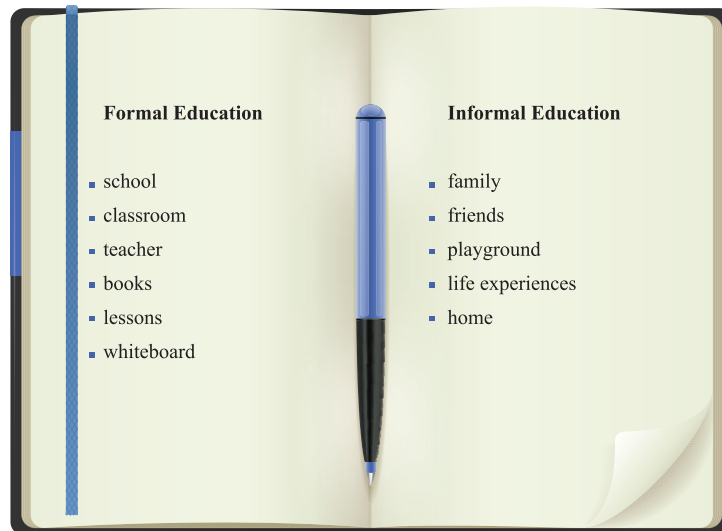 Formal Education
school
classroom
teacher
books
lessons
whiteboard
Informal Education
family
friends
playground
life experiences
home